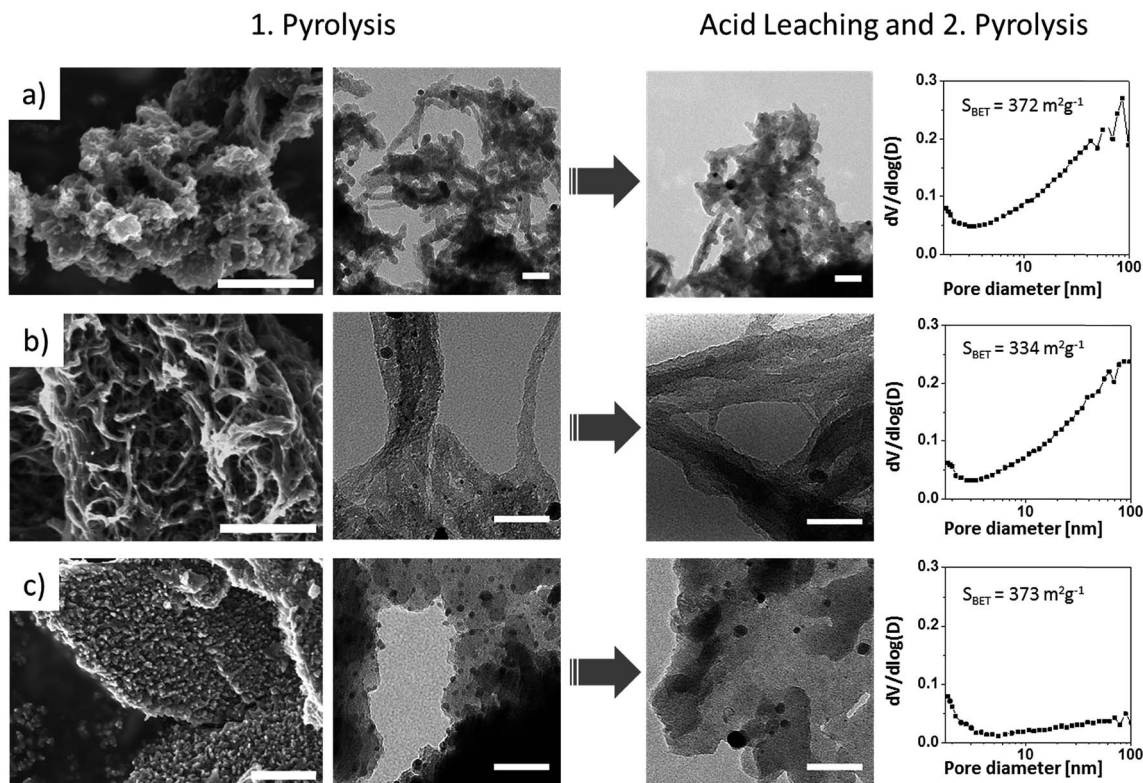 1. Pyrolysis
Acid Leaching and 2. Pyrolysis
a)
S_BET = 372 m²g⁻¹
dV/dlog(D)
0.3
0.2
0.1
0.0
10
100
Pore diameter [nm]
b)
S_BET = 334 m²g⁻¹
dV/dlog(D)
0.3
0.2
0.1
0.0
10
100
Pore diameter [nm]
c)
S_BET = 373 m²g⁻¹
dV/dlog(D)
0.3
0.2
0.1
0.0
10
100
Pore diameter [nm]